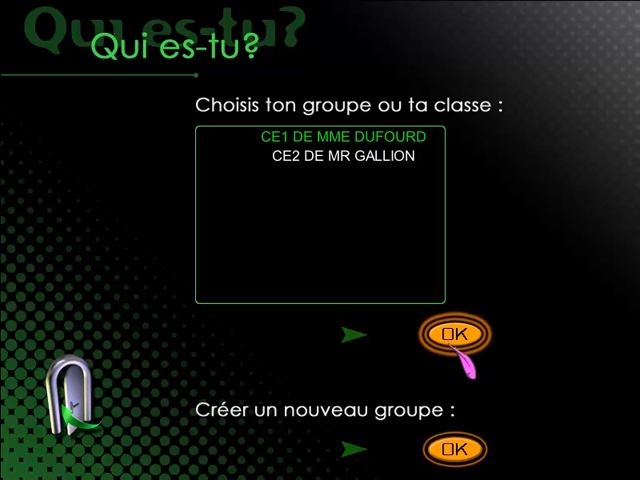 Qui es-tu?
Qui es-tu?
Choisis ton groupe ou ta classe :
CE1 DE MME DUFOURD
CE2 DE MR GALLION
OK
Créer un nouveau groupe :
OK